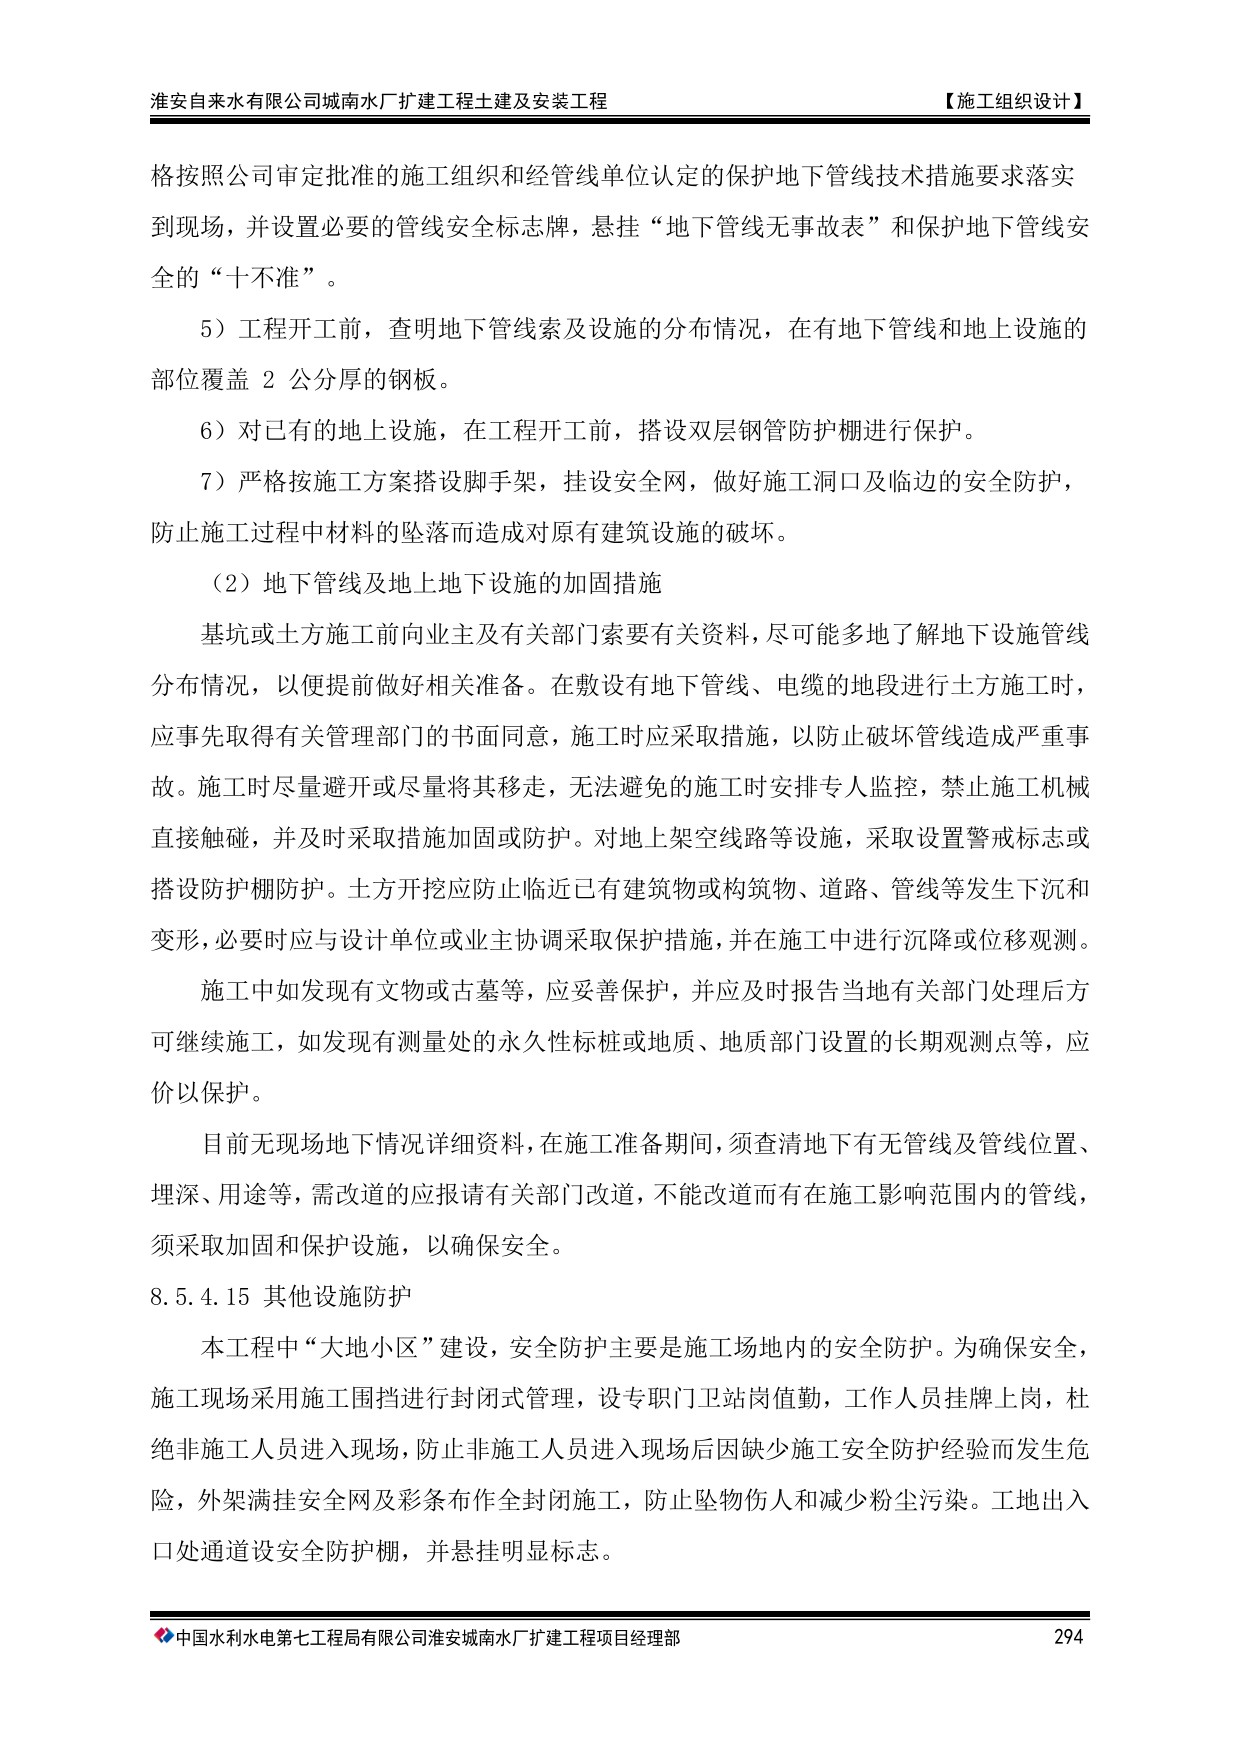 淮安自来水有限公司城南水厂扩建工程土建及安装工程 【施工组织设计】
格按照公司审定批准的施工组织和经管线单位认定的保护地下管线技术措施要求落实
到现场，并设置必要的管线安全标志牌，悬挂“地下管线无事故表”和保护地下管线安
全的“十不准”。
5）工程开工前，查明地下管线索及设施的分布情况，在有地下管线和地上设施的
部位覆盖 2 公分厚的钢板。
6）对已有的地上设施，在工程开工前，搭设双层钢管防护棚进行保护。
7）严格按施工方案搭设脚手架，挂设安全网，做好施工洞口及临边的安全防护，
防止施工过程中材料的坠落而造成对原有建筑设施的破坏。
（2）地下管线及地上地下设施的加固措施
基坑或土方施工前向业主及有关部门索要有关资料，尽可能多地了解地下设施管线
分布情况，以便提前做好相关准备。在敷设有地下管线、电缆的地段进行土方施工时，
应事先取得有关管理部门的书面同意，施工时应采取措施，以防止破坏管线造成严重事
故。施工时尽量避开或尽量将其移走，无法避免的施工时安排专人监控，禁止施工机械
直接触碰，并及时采取措施加固或防护。对地上架空线路等设施，采取设置警戒标志或
搭设防护棚防护。土方开挖应防止临近已有建筑物或构筑物、道路、管线等发生下沉和
变形，必要时应与设计单位或业主协调采取保护措施，并在施工中进行沉降或位移观测。
施工中如发现有文物或古墓等，应妥善保护，并应及时报告当地有关部门处理后方
可继续施工，如发现有测量处的永久性标桩或地质、地质部门设置的长期观测点等，应
价以保护。
目前无现场地下情况详细资料，在施工准备期间，须查清地下有无管线及管线位置、
埋深、用途等，需改道的应报请有关部门改道，不能改道而有在施工影响范围内的管线，
须采取加固和保护设施，以确保安全。
8.5.4.15 其他设施防护
本工程中“大地小区”建设，安全防护主要是施工场地内的安全防护。为确保安全，
施工现场采用施工围挡进行封闭式管理，设专职门卫站岗值勤，工作人员挂牌上岗，杜
绝非施工人员进入现场，防止非施工人员进入现场后因缺少施工安全防护经验而发生危
险，外架满挂安全网及彩条布作全封闭施工，防止坠物伤人和减少粉尘污染。工地出入
口处通道设安全防护棚，并悬挂明显标志。
中国水利水电第七工程局有限公司淮安城南水厂扩建工程项目经理部 294